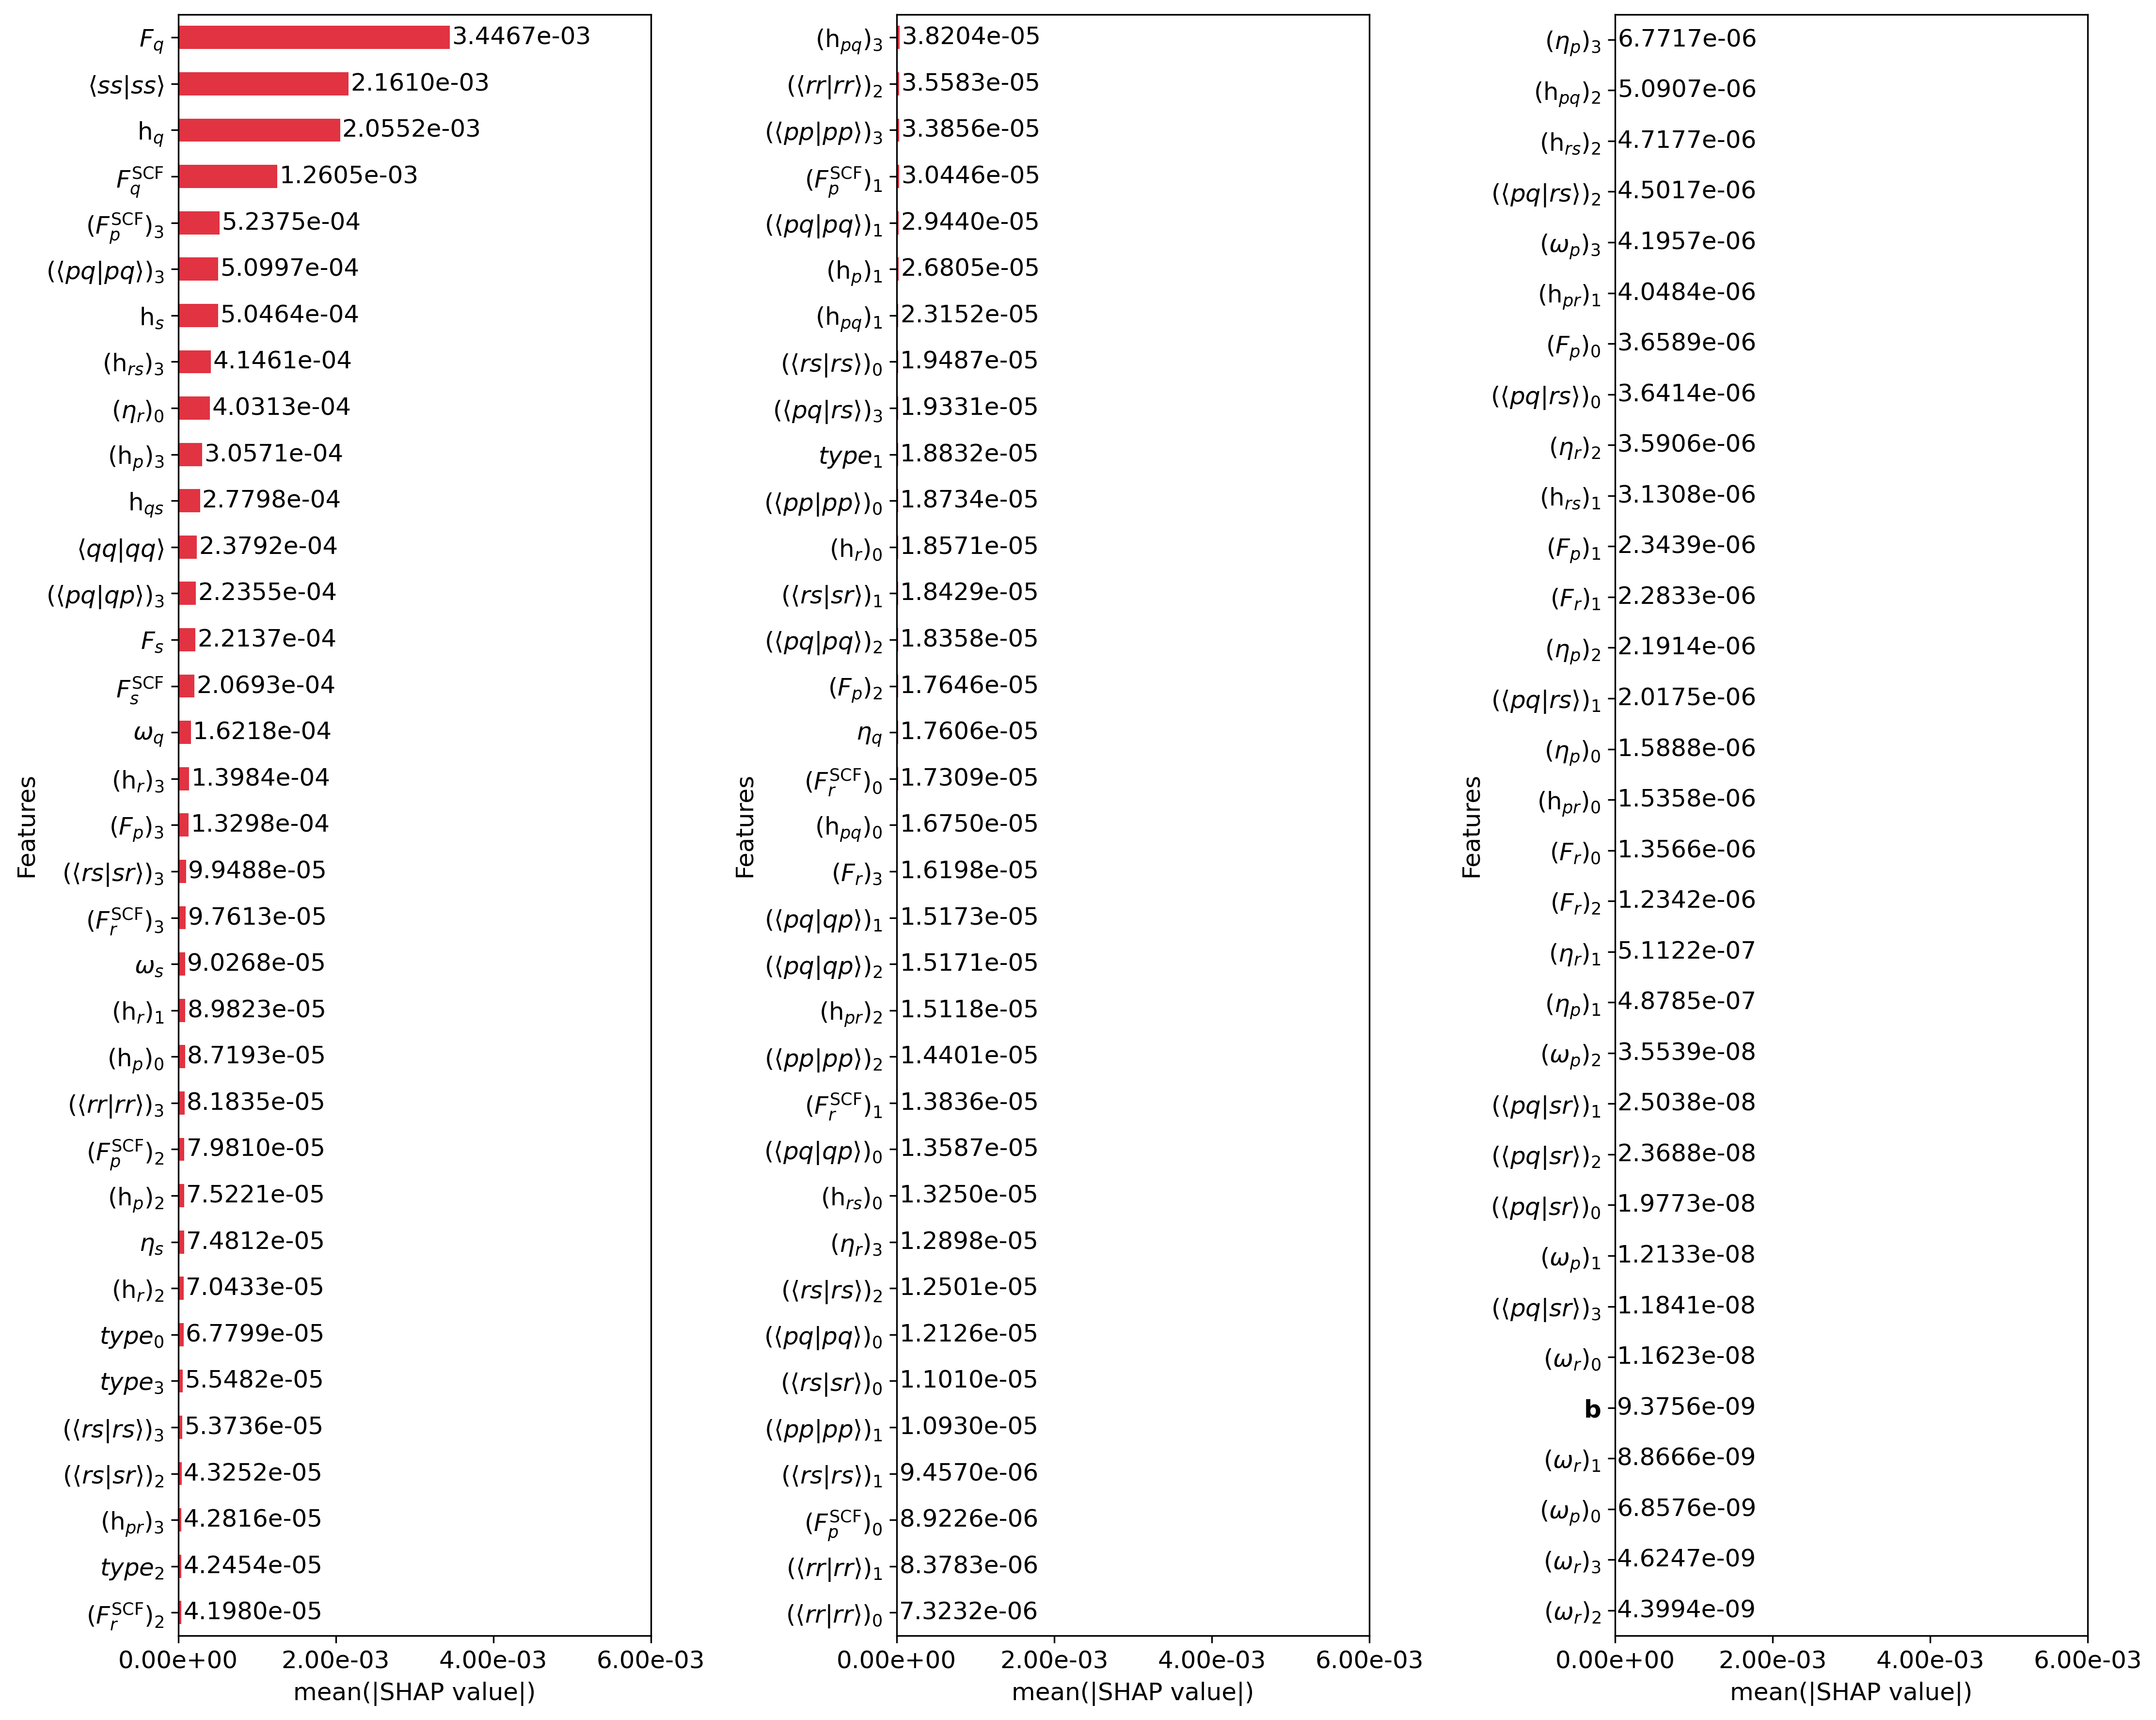 F_q 3.4467e-03
⟨ss|ss⟩ 2.1610e-03
h_q 2.0552e-03
F_q^SCF 1.2605e-03
(F_p^SCF)_3 5.2375e-04
(⟨pq|pq⟩)_3 5.0997e-04
h_s 5.0464e-04
(h_rs)_3 4.1461e-04
(η_r)_0 4.0313e-04
(h_p)_3 3.0571e-04
h_qs 2.7798e-04
⟨qq|qq⟩ 2.3792e-04
(⟨pq|qp⟩)_3 2.2355e-04
F_s 2.2137e-04
F_s^SCF 2.0693e-04
ω_q 1.6218e-04
(h_r)_3 1.3984e-04
(F_p)_3 1.3298e-04
(⟨rs|sr⟩)_3 9.9488e-05
(F_r^SCF)_3 9.7613e-05
ω_s 9.0268e-05
(h_r)_1 8.9823e-05
(h_p)_0 8.7193e-05
(⟨rr|rr⟩)_3 8.1835e-05
(F_p^SCF)_2 7.9810e-05
(h_p)_2 7.5221e-05
η_s 7.4812e-05
(h_r)_2 7.0433e-05
type_0 6.7799e-05
type_3 5.5482e-05
(⟨rs|rs⟩)_3 5.3736e-05
(⟨rs|sr⟩)_2 4.3252e-05
(h_pr)_3 4.2816e-05
type_2 4.2454e-05
(F_r^SCF)_2 4.1980e-05
Features
0.00e+00 2.00e-03 4.00e-03 6.00e-03
mean(|SHAP value|)
(h_pq)_3 3.8204e-05
(⟨rr|rr⟩)_2 3.5583e-05
(⟨pp|pp⟩)_3 3.3856e-05
(F_p^SCF)_1 3.0446e-05
(⟨pq|pq⟩)_1 2.9440e-05
(h_p)_1 2.6805e-05
(h_pq)_1 2.3152e-05
(⟨rs|rs⟩)_0 1.9487e-05
(⟨pq|rs⟩)_3 1.9331e-05
type_1 1.8832e-05
(⟨pp|pp⟩)_0 1.8734e-05
(h_r)_0 1.8571e-05
(⟨rs|sr⟩)_1 1.8429e-05
(⟨pq|pq⟩)_2 1.8358e-05
(F_p)_2 1.7646e-05
η_q 1.7606e-05
(F_r^SCF)_0 1.7309e-05
(h_pq)_0 1.6750e-05
(F_r)_3 1.6198e-05
(⟨pq|qp⟩)_1 1.5173e-05
(⟨pq|qp⟩)_2 1.5171e-05
(h_pr)_2 1.5118e-05
(⟨pp|pp⟩)_2 1.4401e-05
(F_r^SCF)_1 1.3836e-05
(⟨pq|qp⟩)_0 1.3587e-05
(h_rs)_0 1.3250e-05
(η_r)_3 1.2898e-05
(⟨rs|rs⟩)_2 1.2501e-05
(⟨pq|pq⟩)_0 1.2126e-05
(⟨rs|sr⟩)_0 1.1010e-05
(⟨pp|pp⟩)_1 1.0930e-05
(⟨rs|rs⟩)_1 9.4570e-06
(F_p^SCF)_0 8.9226e-06
(⟨rr|rr⟩)_1 8.3783e-06
(⟨rr|rr⟩)_0 7.3232e-06
Features
0.00e+00 2.00e-03 4.00e-03 6.00e-03
mean(|SHAP value|)
(η_p)_3 6.7717e-06
(h_pq)_2 5.0907e-06
(h_rs)_2 4.7177e-06
(⟨pq|rs⟩)_2 4.5017e-06
(ω_p)_3 4.1957e-06
(h_pr)_1 4.0484e-06
(F_p)_0 3.6589e-06
(⟨pq|rs⟩)_0 3.6414e-06
(η_r)_2 3.5906e-06
(h_rs)_1 3.1308e-06
(F_p)_1 2.3439e-06
(F_r)_1 2.2833e-06
(η_p)_2 2.1914e-06
(⟨pq|rs⟩)_1 2.0175e-06
(η_p)_0 1.5888e-06
(h_pr)_0 1.5358e-06
(F_r)_0 1.3566e-06
(F_r)_2 1.2342e-06
(η_r)_1 5.1122e-07
(η_p)_1 4.8785e-07
(ω_p)_2 3.5539e-08
(⟨pq|sr⟩)_1 2.5038e-08
(⟨pq|sr⟩)_2 2.3688e-08
(⟨pq|sr⟩)_0 1.9773e-08
(ω_p)_1 1.2133e-08
(⟨pq|sr⟩)_3 1.1841e-08
(ω_r)_0 1.1623e-08
b 9.3756e-09
(ω_r)_1 8.8666e-09
(ω_p)_0 6.8576e-09
(ω_r)_3 4.6247e-09
(ω_r)_2 4.3994e-09
Features
0.00e+00 2.00e-03 4.00e-03 6.00e-03
mean(|SHAP value|)